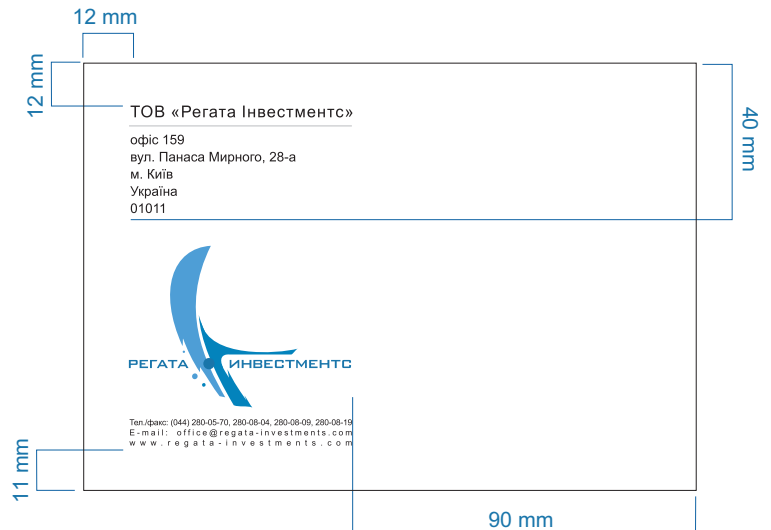 12 mm
12 mm
ТОВ «Регата Інвестментс»
40 mm
офіс 159
вул. Панаса Мирного, 28-а
м. Київ
Україна
01011
РЕГАТА ИНВЕСТМЕНТС
Тел./факс: (044) 280-05-70, 280-08-04, 280-08-09, 280-08-19
E-mail: office@regata-investments.com
www.regata-investments.com
11 mm
90 mm